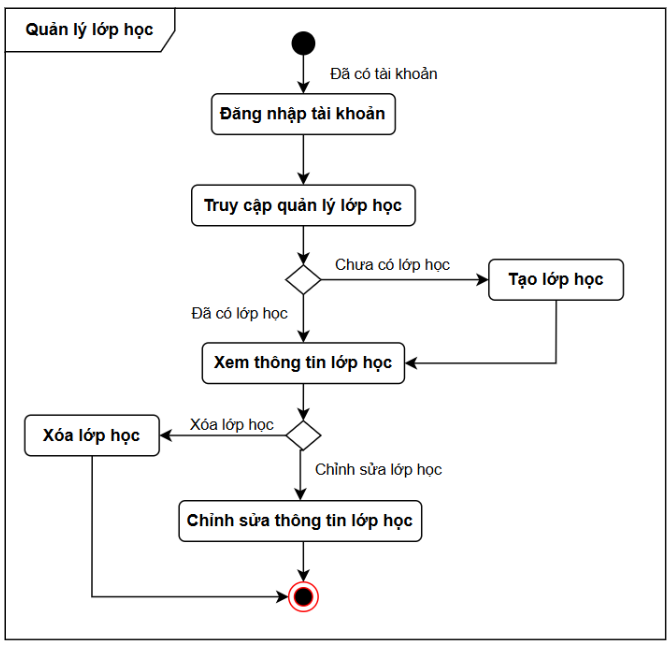 Quản lý lớp học
Đã có tài khoản
Đăng nhập tài khoản
Truy cập quản lý lớp học
Chưa có lớp học
Tạo lớp học
Đã có lớp học
Xem thông tin lớp học
Xóa lớp học
Xóa lớp học
Chỉnh sửa lớp học
Chỉnh sửa thông tin lớp học